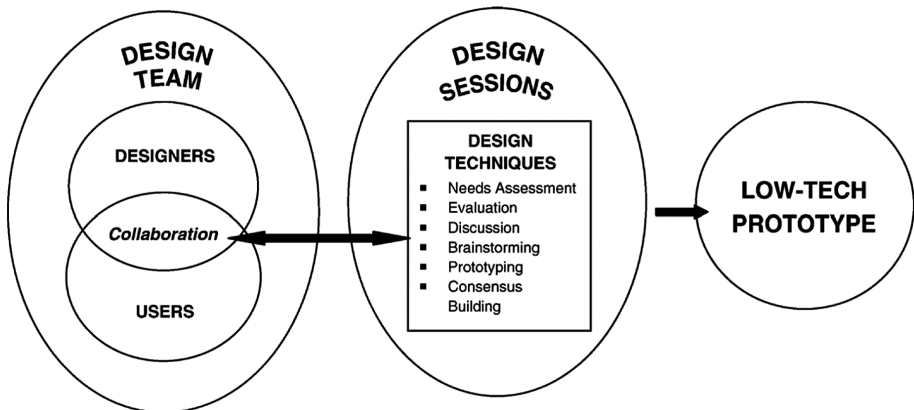 DESIGN
TEAM
DESIGNERS
Collaboration
USERS
DESIGN
SESSIONS
DESIGN
TECHNIQUES
▪ Needs Assessment
▪ Evaluation
▪ Discussion
▪ Brainstorming
▪ Prototyping
▪ Consensus
Building
LOW-TECH
PROTOTYPE